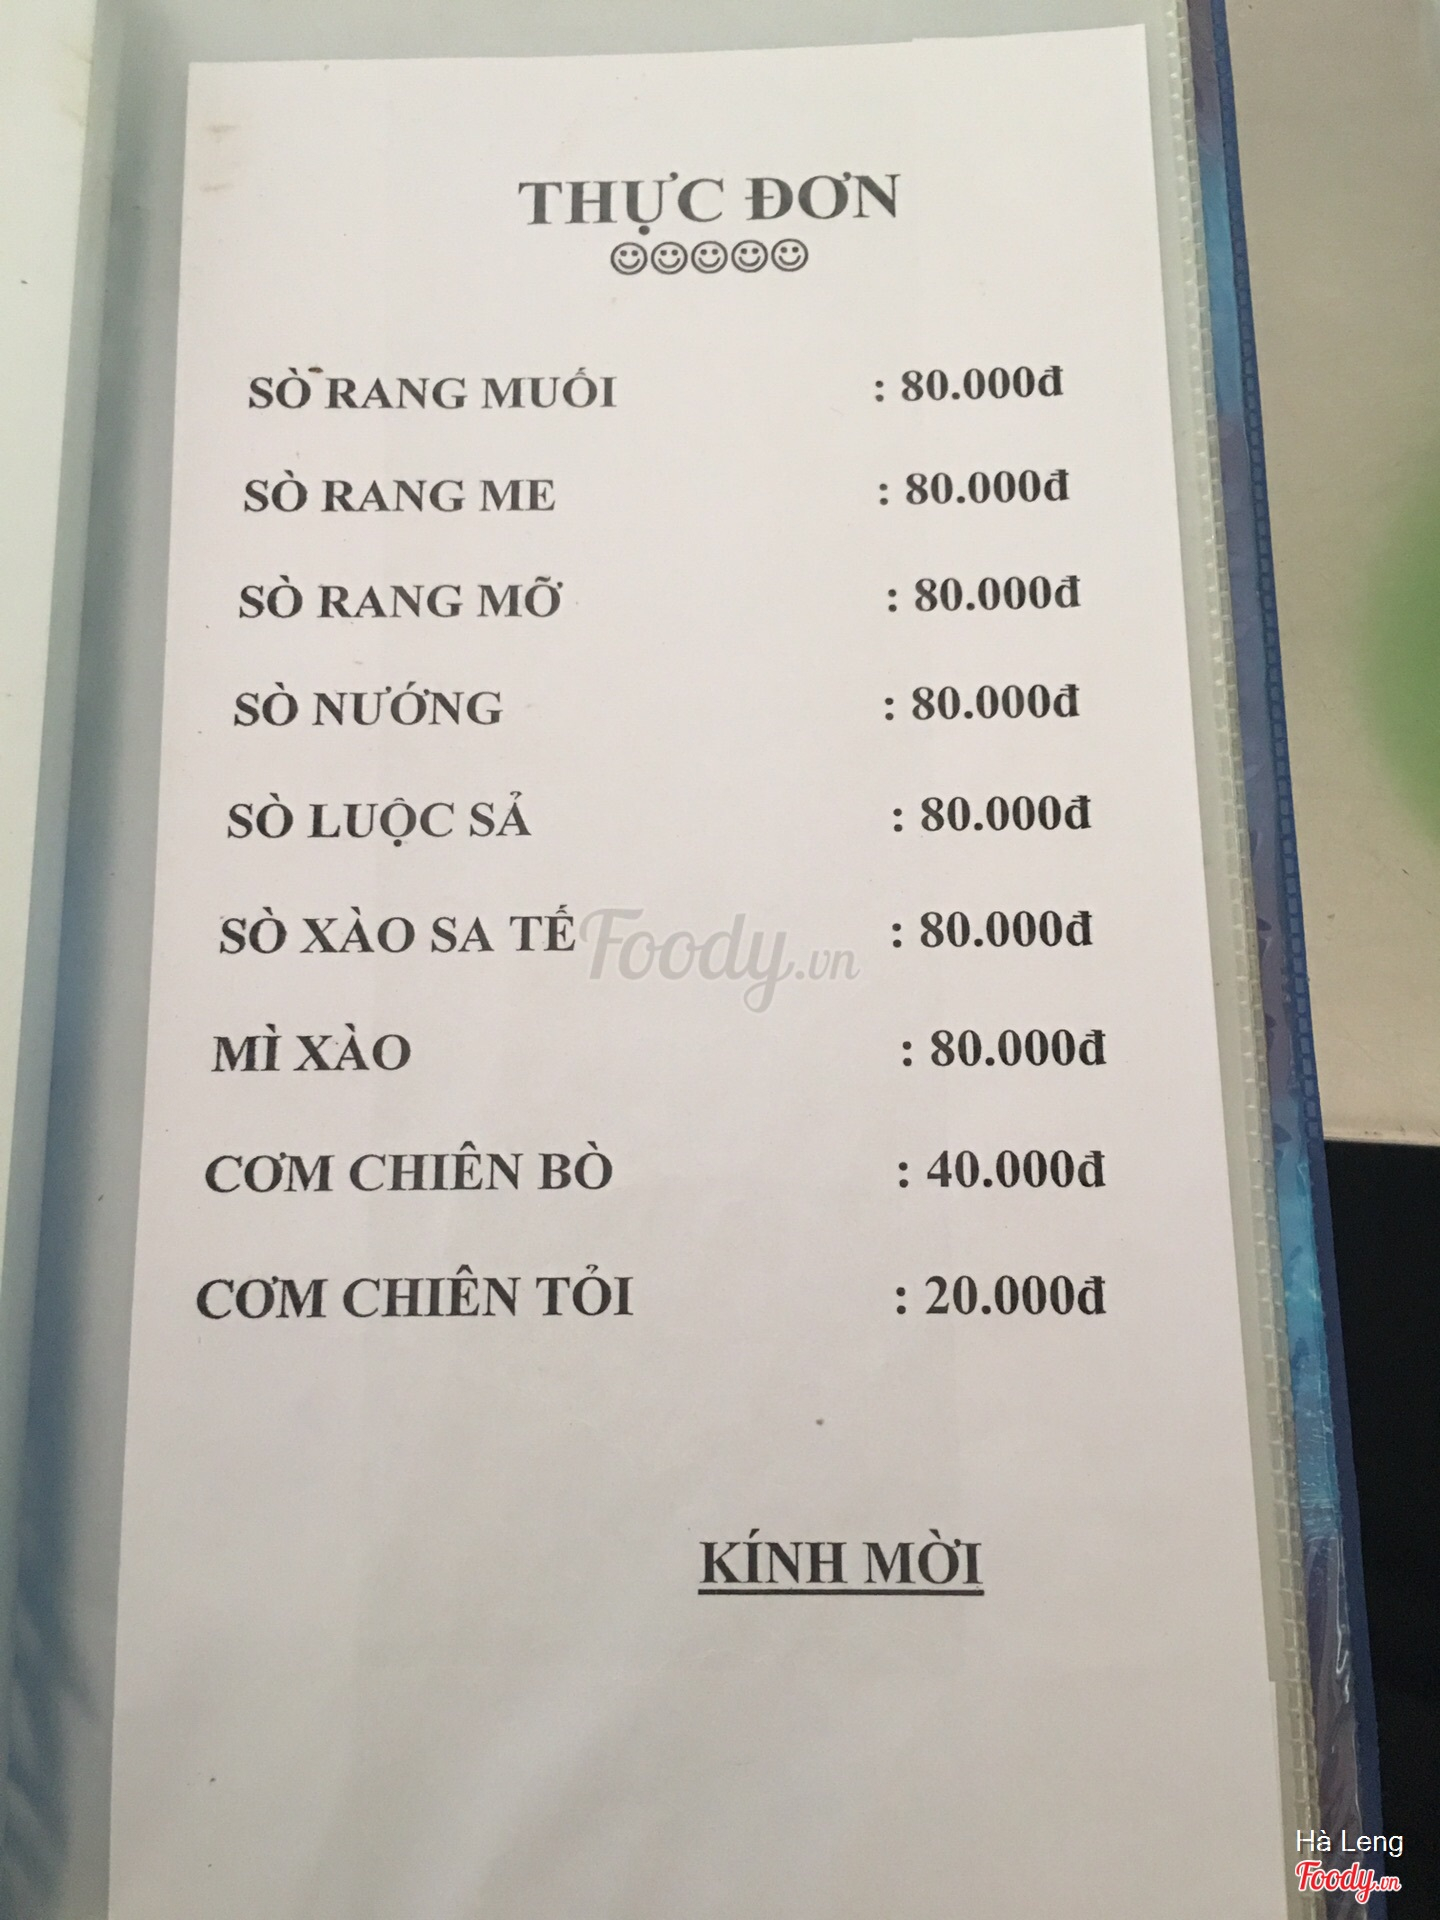 THỰC ĐƠN
☺☺☺☺☺
SÒ RANG MUỐI : 80.000đ
SÒ RANG ME : 80.000đ
SÒ RANG MỠ : 80.000đ
SÒ NƯỚNG : 80.000đ
SÒ LUỘC SẢ : 80.000đ
SÒ XÀO SA TẾ : 80.000đ
Foody.vn
MÌ XÀO : 80.000đ
CƠM CHIÊN BÒ : 40.000đ
CƠM CHIÊN TỎI : 20.000đ
KÍNH MỜI
Hà Leng
Foody.vn